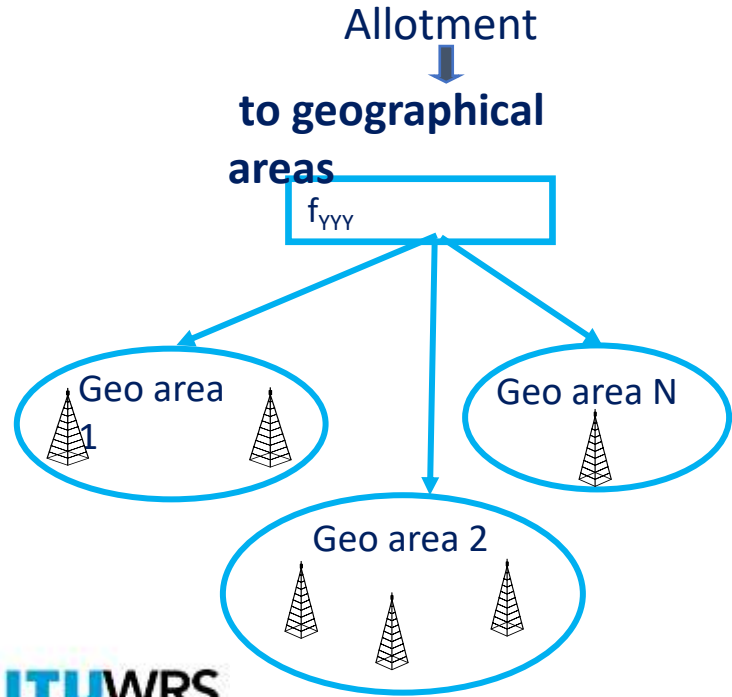 Allotment
to geographical
areas
fYYY
Geo area
1
Geo area N
Geo area 2
ITUWRS